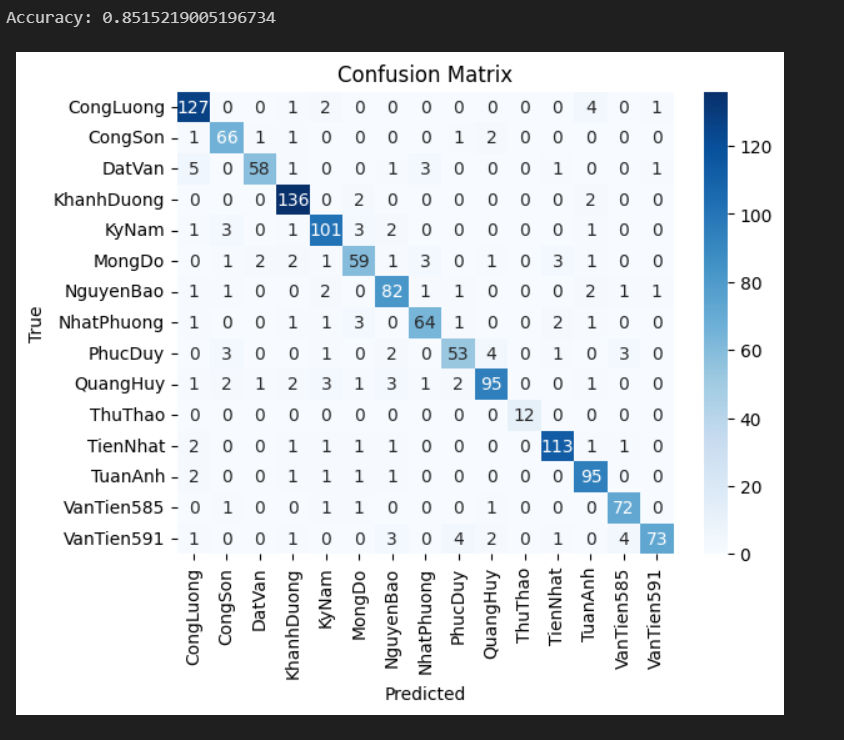 Accuracy: 0.8515219005196734
Confusion Matrix
CongLuong 127 0 0 1 2 0 0 0 0 0 0 0 4 0 1
CongSon 1 66 1 1 0 0 0 0 1 2 0 0 0 0 0
120
DatVan 5 0 58 1 0 0 1 3 0 0 0 1 0 0 1
KhanhDuong 0 0 0 136 0 2 0 0 0 0 0 0 2 0 0
100
KyNam 1 3 0 1 101 3 2 0 0 0 0 0 1 0 0
MongDo 0 1 2 2 1 59 1 3 0 1 0 3 1 0 0
80
NguyenBao 1 1 0 0 2 0 82 1 1 0 0 0 2 1 1
True
NhatPhuong 1 0 0 1 1 3 0 64 1 0 0 2 1 0 0
60
PhucDuy 0 3 0 0 1 0 2 0 53 4 0 1 0 3 0
QuangHuy 1 2 1 2 3 1 3 1 2 95 0 0 1 0 0
40
ThuThao 0 0 0 0 0 0 0 0 0 0 12 0 0 0 0
TienNhat 2 0 0 1 1 1 1 0 0 0 0 113 1 1 0
TuanAnh 2 0 0 1 1 1 1 0 0 0 0 0 95 0 0
20
VanTien585 0 1 0 0 1 1 0 0 0 1 0 0 0 72 0
VanTien591 1 0 0 1 0 0 3 0 4 2 0 1 0 4 73
0
CongLuong
CongSon
DatVan
KhanhDuong
KyNam
MongDo
NguyenBao
NhatPhuong
PhucDuy
QuangHuy
ThuThao
TienNhat
TuanAnh
VanTien585
VanTien591
Predicted